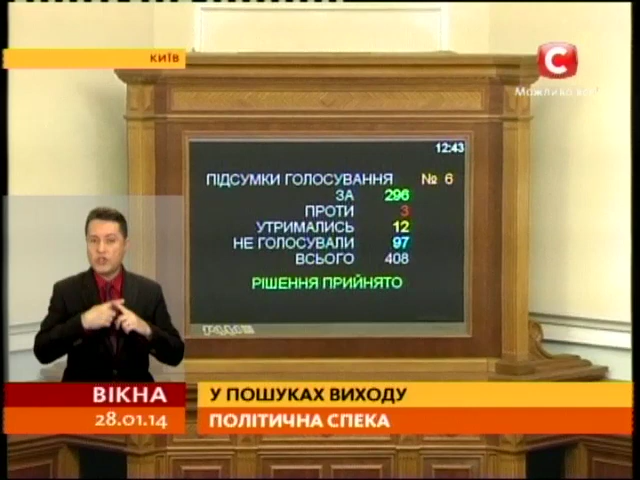 КИЇВ
С
Можливо все!
12:43
ПІДСУМКИ ГОЛОСУВАННЯ № 6
ЗА 296
ПРОТИ 3
УТРИМАЛИСЬ 12
НЕ ГОЛОСУВАЛИ 97
ВСЬОГО 408
РІШЕННЯ ПРИЙНЯТО
ВІКНА
28.01.14
У ПОШУКАХ ВИХОДУ
ПОЛІТИЧНА СПЕКА